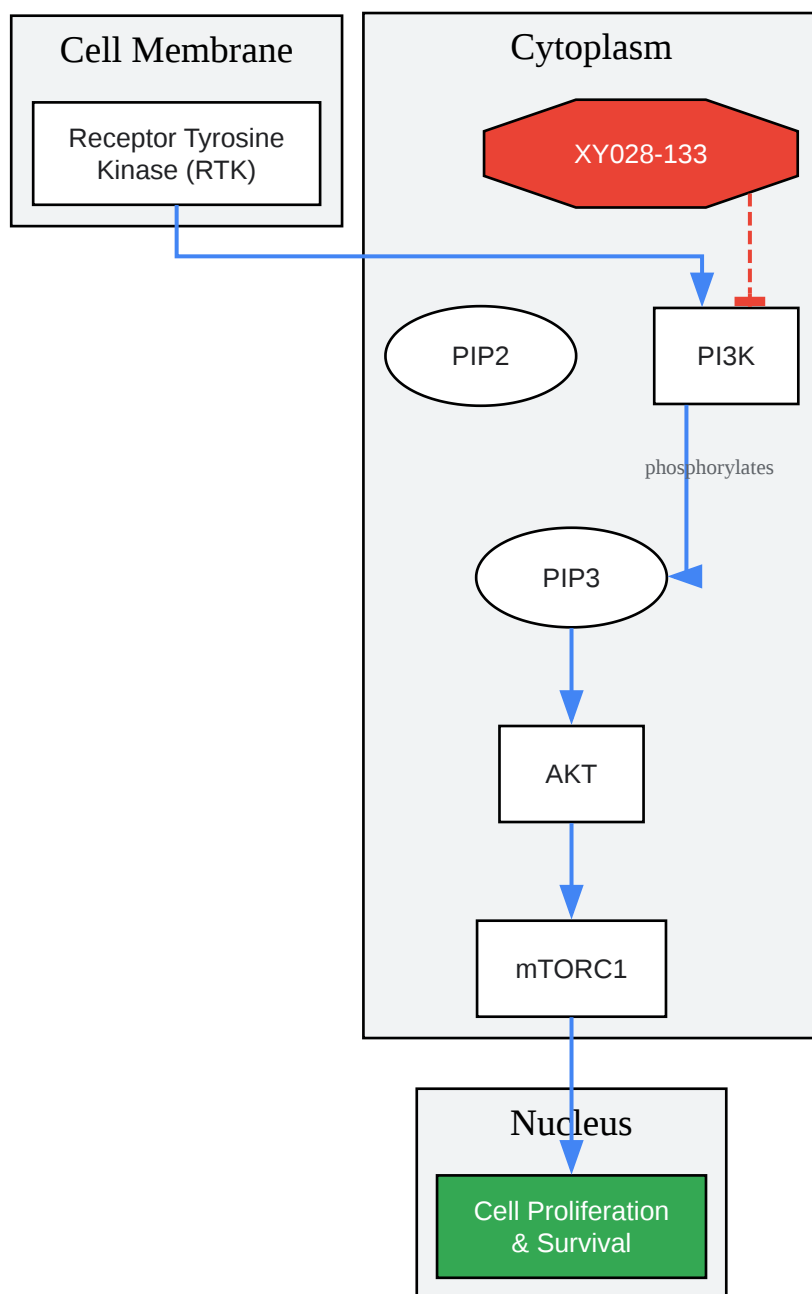 Cell Membrane
Receptor Tyrosine
Kinase (RTK)
Cytoplasm
XY028-133
PIP2
PI3K
phosphorylates
PIP3
AKT
mTORC1
Nucleus
Cell Proliferation
& Survival